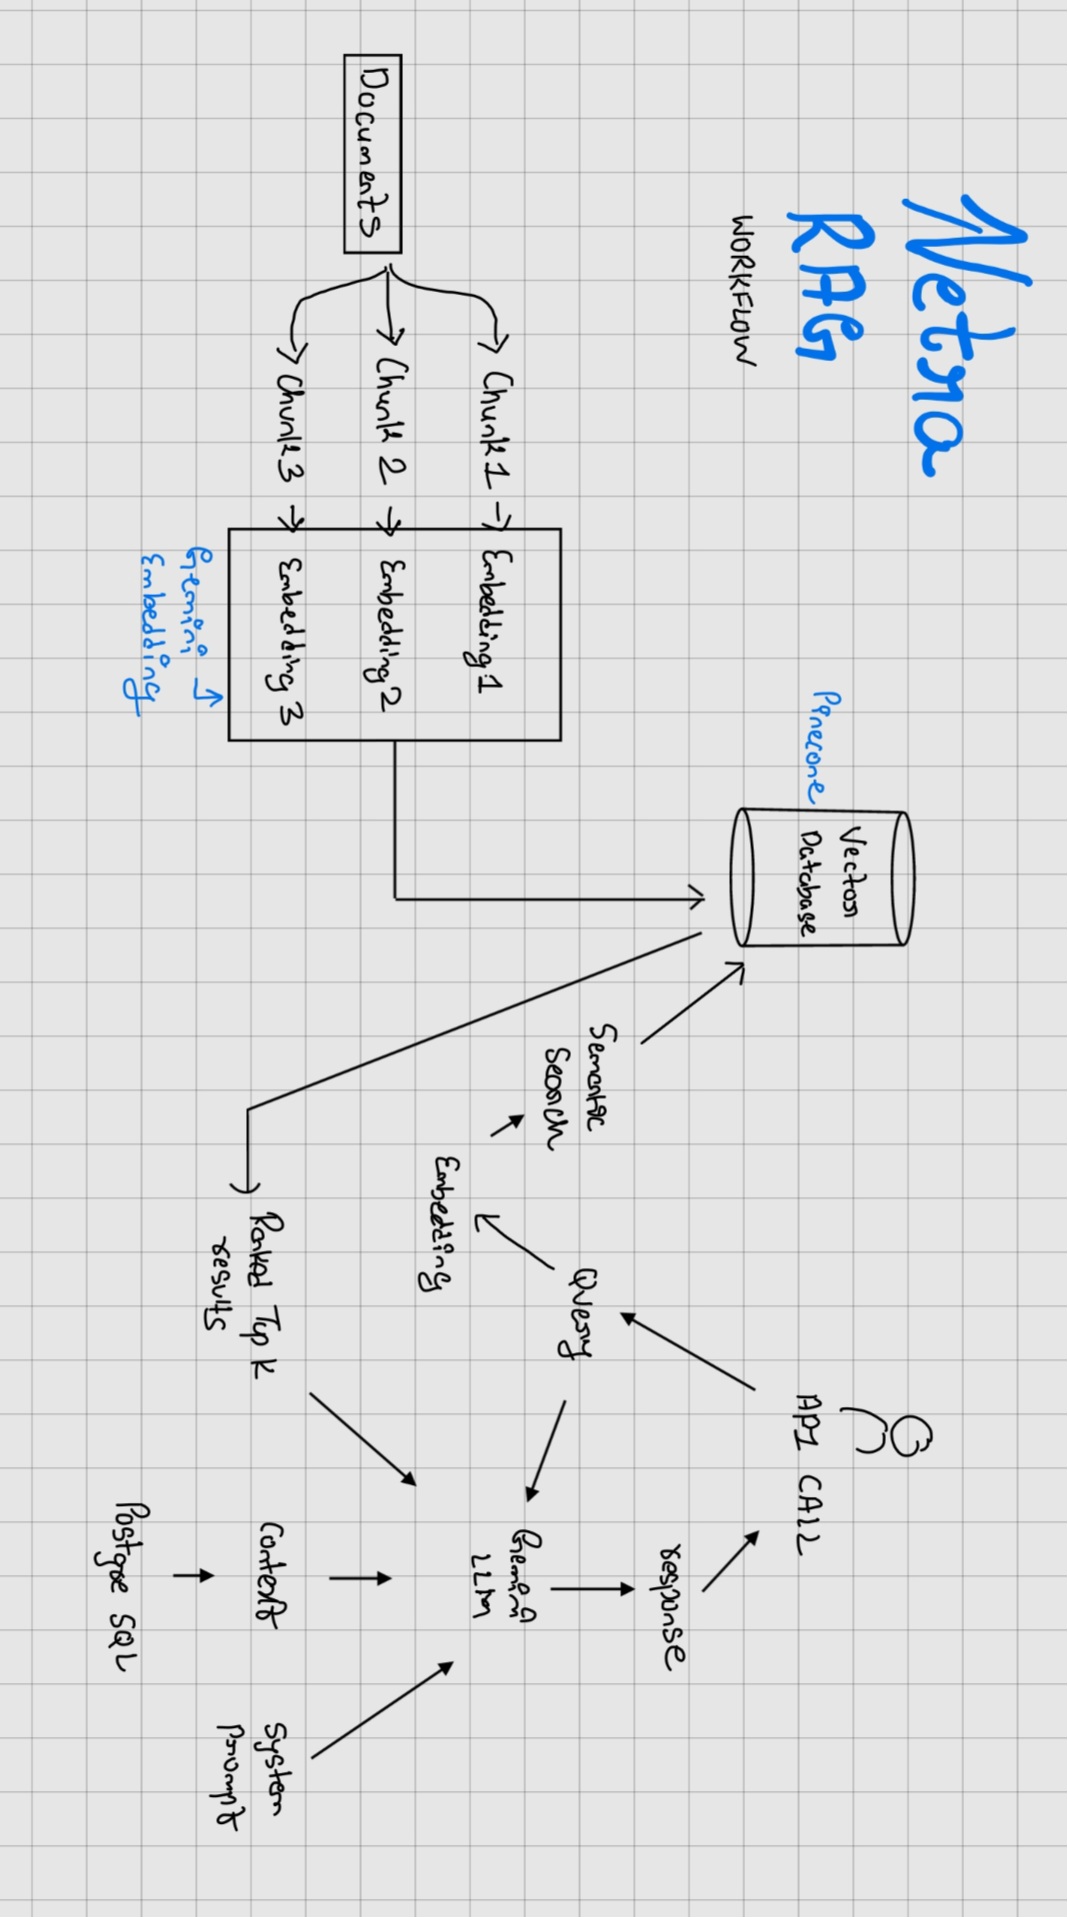 Netra
RAG
WORKFLOW
Documents
Chunk 1 → Embedding 1
Chunk 2 → Embedding 2
Chunk 3 → Embedding 3
Gemini →
Embedding
Pinecone
Vector
Database
Semantic
Search
Embedding
Query
API CALL
Ranked Top K
results
Gemini
LLM
response
Context
Postgre SQL
System
Prompt